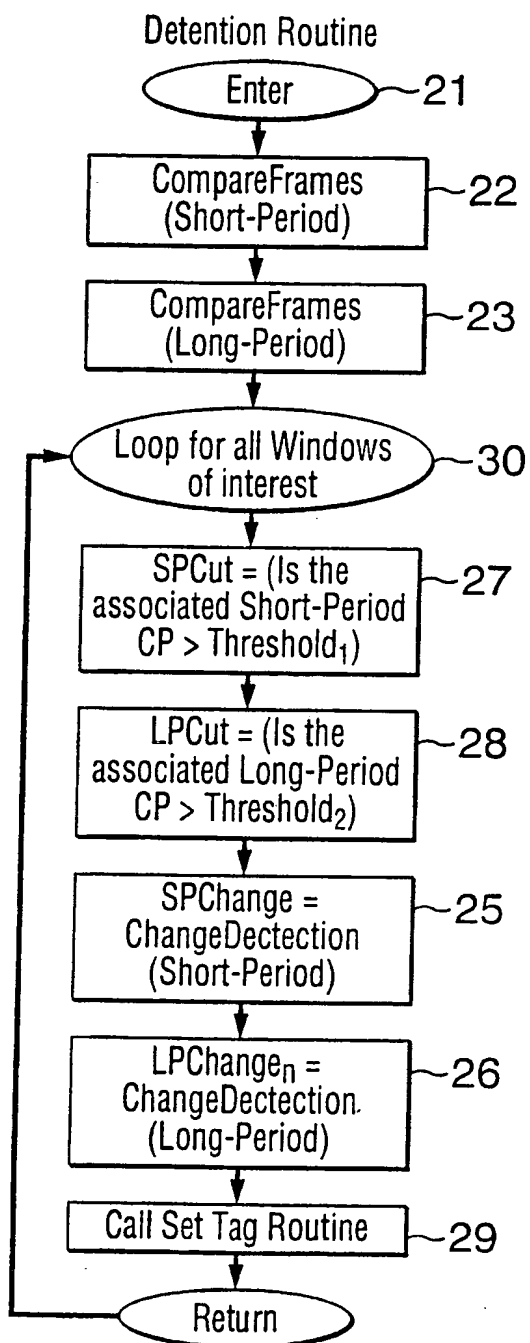 Detention Routine
Enter
21
CompareFrames
(Short-Period)
22
CompareFrames
(Long-Period)
23
Loop for all Windows
of interest
30
SPCut = (Is the
associated Short-Period
CP > Threshold₁)
27
LPCut = (Is the
associated Long-Period
CP > Threshold₂)
28
SPChange =
ChangeDectection
(Short-Period)
25
LPChangeₙ =
ChangeDectection.
(Long-Period)
26
Call Set Tag Routine
29
Return